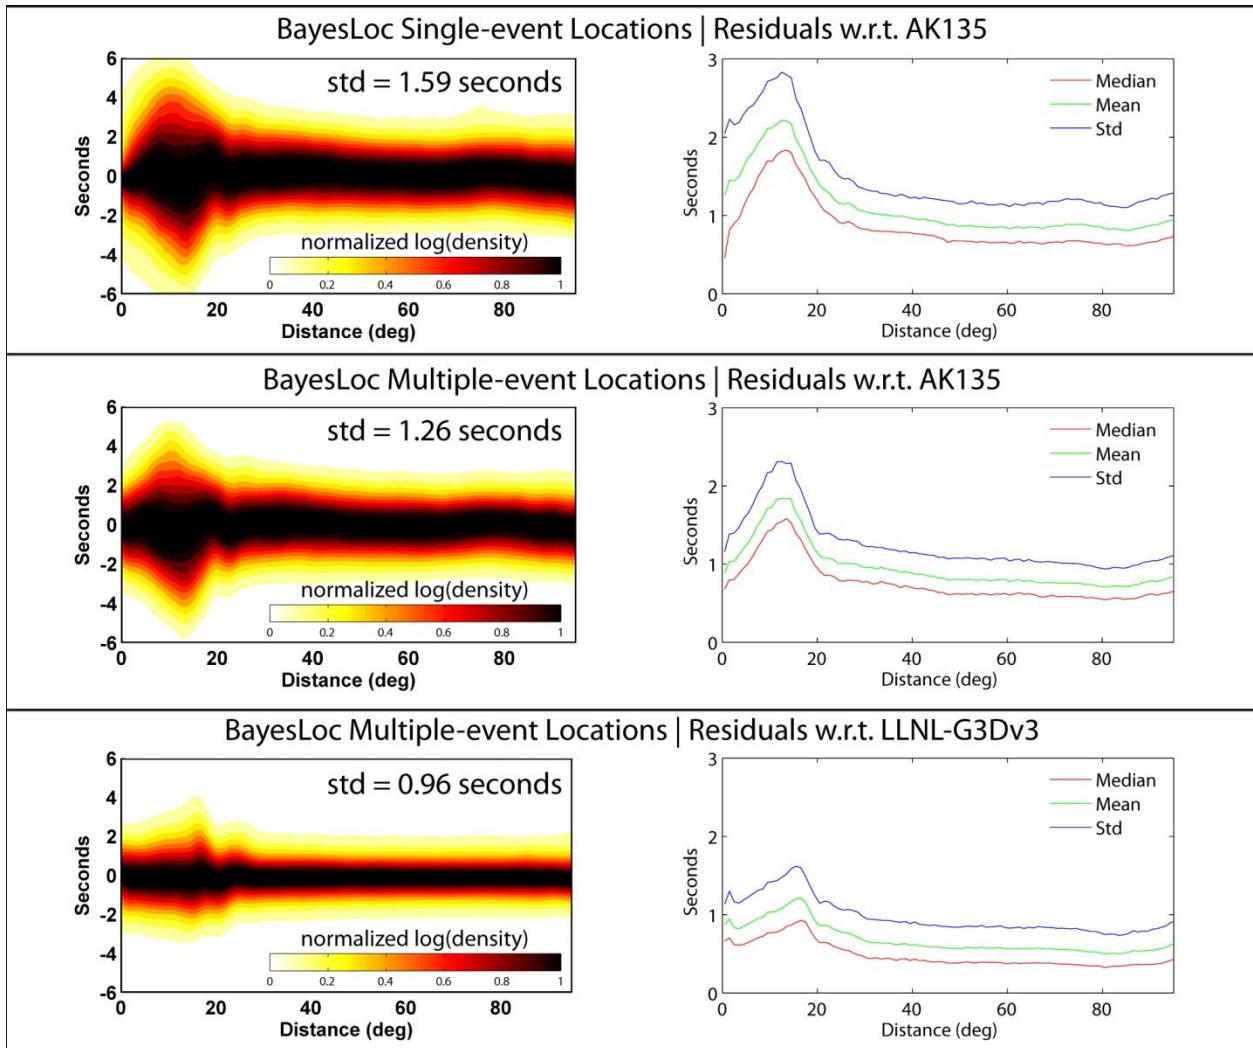 BayesLoc Single-event Locations | Residuals w.r.t. AK135
std = 1.59 seconds
6
4
2
0
-2
-4
-6
Seconds
normalized log(density)
0 0.2 0.4 0.6 0.8 1
0 20 40 60 80
Distance (deg)
3
2
1
0
Seconds
Median
Mean
Std
0 20 40 60 80
Distance (deg)
BayesLoc Multiple-event Locations | Residuals w.r.t. AK135
std = 1.26 seconds
6
4
2
0
-2
-4
-6
Seconds
normalized log(density)
0 0.2 0.4 0.6 0.8 1
0 20 40 60 80
Distance (deg)
3
2
1
0
Seconds
Median
Mean
Std
0 20 40 60 80
Distance (deg)
BayesLoc Multiple-event Locations | Residuals w.r.t. LLNL-G3Dv3
std = 0.96 seconds
6
4
2
0
-2
-4
-6
Seconds
normalized log(density)
0 0.2 0.4 0.6 0.8 1
0 20 40 60 80
Distance (deg)
3
2
1
0
Seconds
Median
Mean
Std
0 20 40 60 80
Distance (deg)